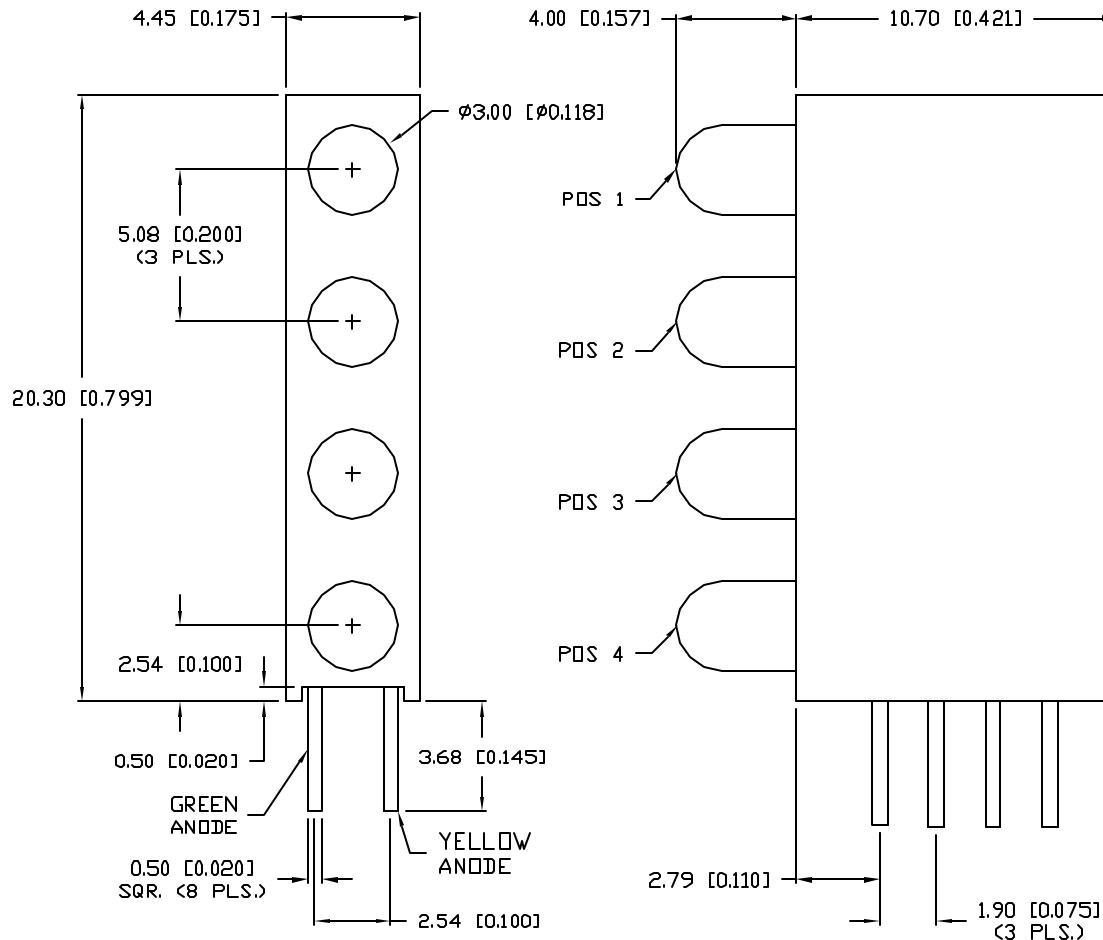 4.45 [0.175]
4.00 [0.157]
10.70 [0.421]
ø3.00 [ø0.118]
POS 1
5.08 [0.200]
(3 PLS.)
POS 2
20.30 [0.799]
POS 3
POS 4
2.54 [0.100]
0.50 [0.020]
3.68 [0.145]
GREEN
ANODE
YELLOW
ANODE
0.50 [0.020]
SQR. (8 PLS.)
2.79 [0.110]
2.54 [0.100]
1.90 [0.075]
(3 PLS.)